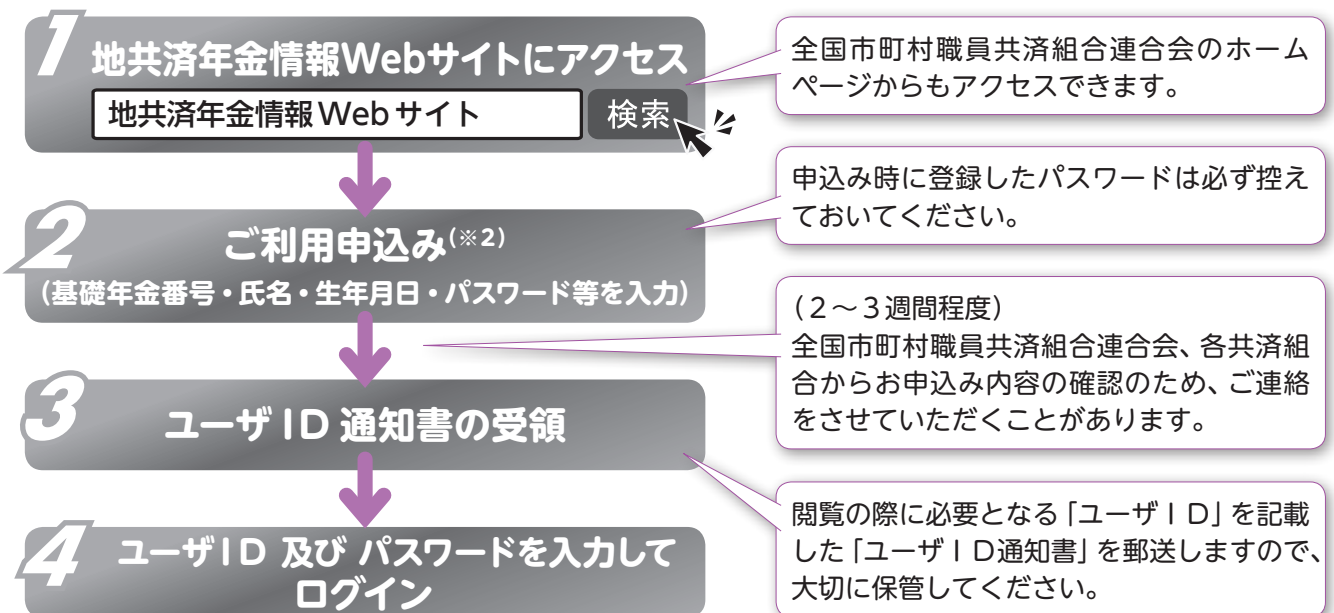 1
地共済年金情報Webサイトにアクセス
地共済年金情報Webサイト
検索
全国市町村職員共済組合連合会のホーム
ページからもアクセスできます。
2
ご利用申込み(※2)
(基礎年金番号・氏名・生年月日・パスワード等を入力)
申込み時に登録したパスワードは必ず控え
ておいてください。
(2〜3週間程度)
全国市町村職員共済組合連合会、各共済組
合からお申込み内容の確認のため、ご連絡
をさせていただくことがあります。
3
ユーザID 通知書の受領
閲覧の際に必要となる「ユーザID」を記載
した「ユーザID通知書」を郵送しますので、
大切に保管してください。
4
ユーザID 及び パスワードを入力して
ログイン